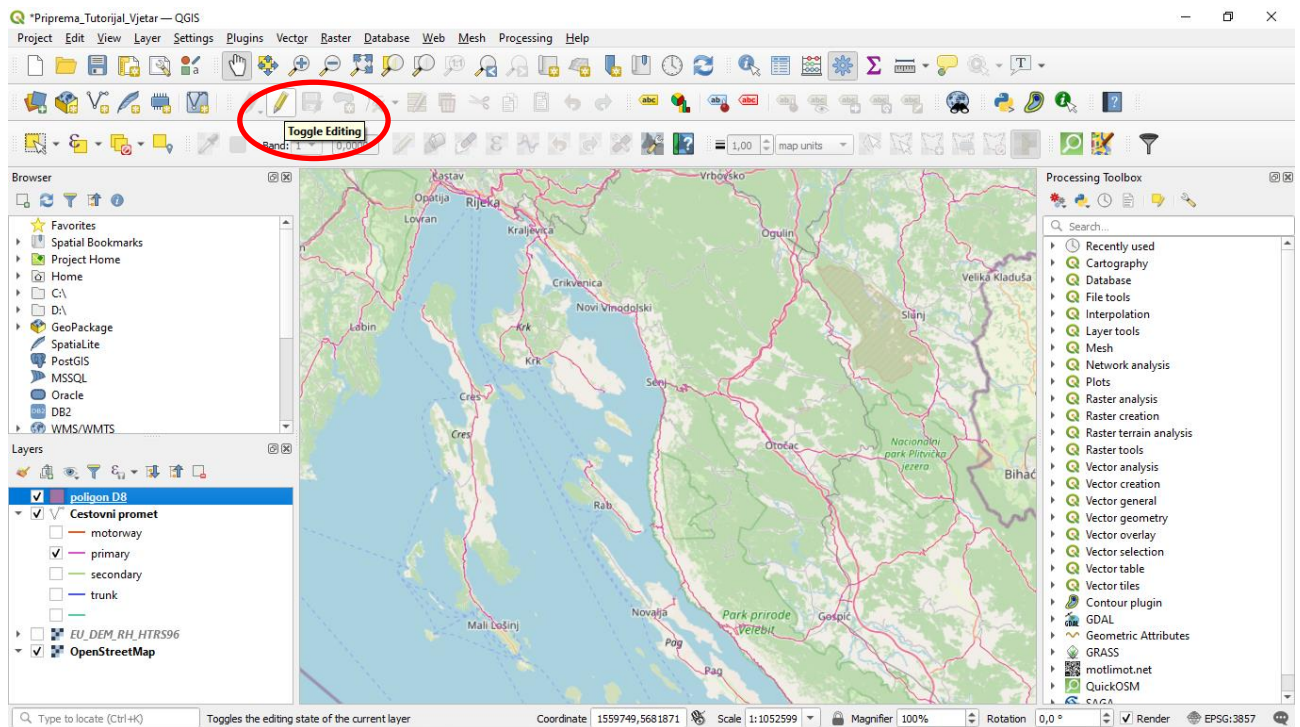 *Priprema_Tutorijal_Vjetar — QGIS
Project Edit View Layer Settings Plugins Vector Raster Database Web Mesh Processing Help
Toggle Editing
Band: 1 0,0000
1,00 map units
Browser
Favorites
Spatial Bookmarks
Project Home
Home
C:\
D:\
GeoPackage
SpatiaLite
PostGIS
MSSQL
Oracle
DB2
WMS/WMTS
Layers
poligon D8
Cestovni promet
motorway
primary
secondary
trunk
EU_DEM_RH_HTRS96
OpenStreetMap
Kastav
Vrbovsko
Opatija
Rijeka
Lovran
Kraljevica
Ogulin
Crikvenica
Velika Kladuša
Novi Vinodolski
Labin
Krk
Slunj
Krk
Senj
Cres
Cres
Otočac
Nacionalni
park Plitvička
jezera
Bihać
Rab
Novalja
Park prirode
Velebit
Gospić
Mali Lošinj
Pag
Pag
Processing Toolbox
Search...
Recently used
Cartography
Database
File tools
Interpolation
Layer tools
Mesh
Network analysis
Plots
Raster analysis
Raster creation
Raster terrain analysis
Raster tools
Vector analysis
Vector creation
Vector general
Vector geometry
Vector overlay
Vector selection
Vector table
Vector tiles
Contour plugin
GDAL
Geometric Attributes
GRASS
motlimot.net
QuickOSM
SAGA
Type to locate (Ctrl+K) Toggles the editing state of the current layer Coordinate 1559749,5681871 Scale 1:1052599 Magnifier 100% Rotation 0,0 ° Render EPSG:3857